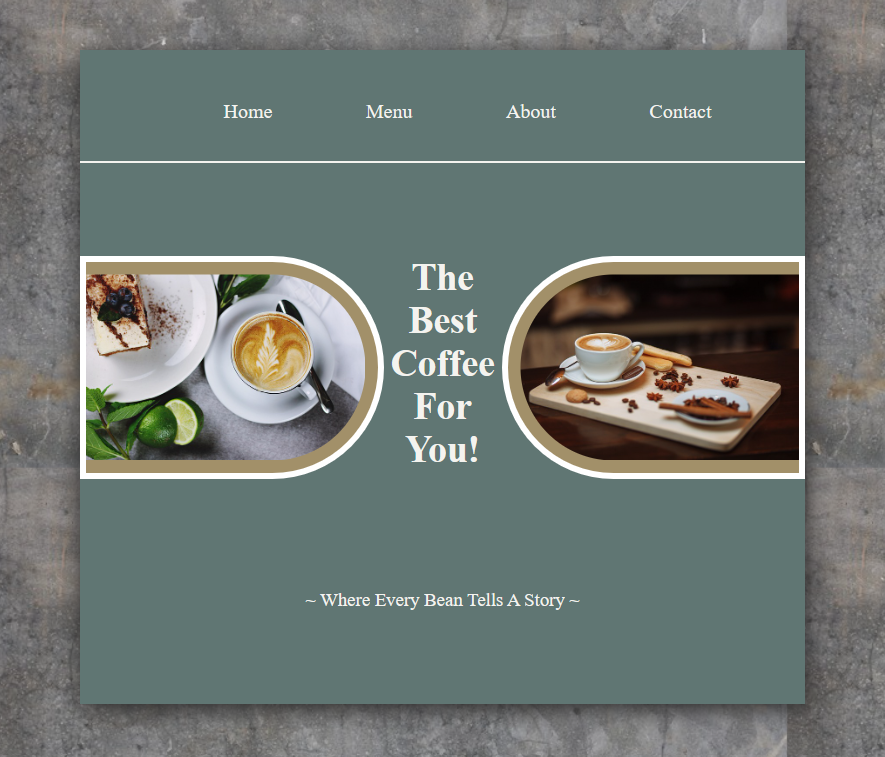 Home Menu About Contact
The
Best
Coffee
For
You!
~ Where Every Bean Tells A Story ~